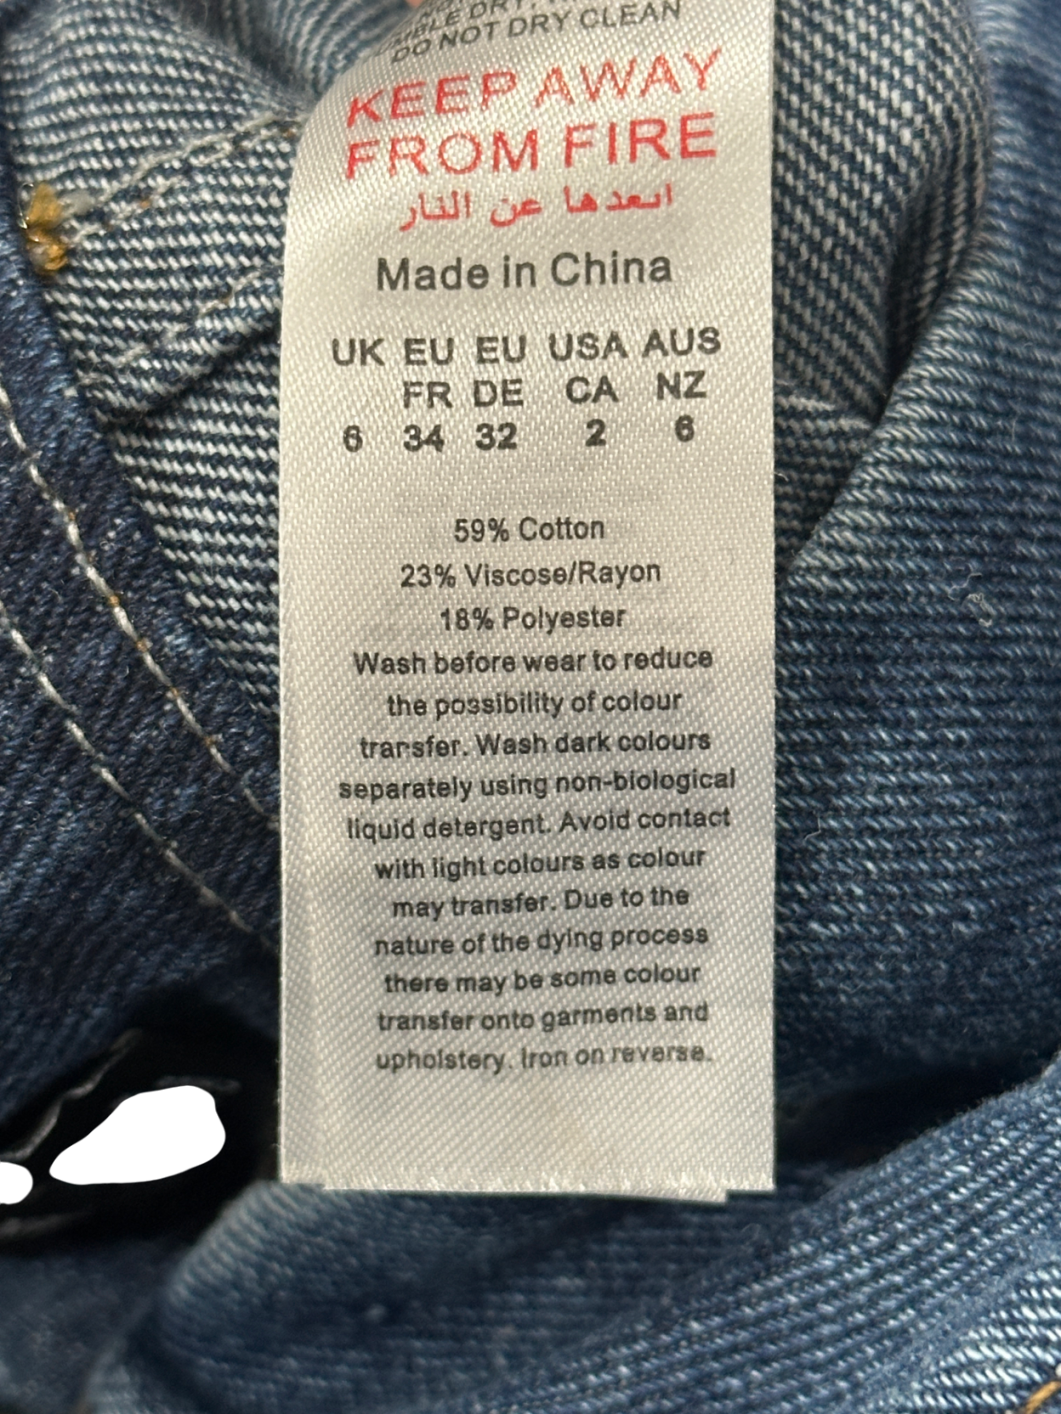 DRY
DO NOT DRY CLEAN
KEEP AWAY
FROM FIRE
ابعدها عن النار
Made in China
UK EU EU USA AUS
FR DE CA NZ
6 34 32 2 6
59% Cotton
23% Viscose/Rayon
18% Polyester
Wash before wear to reduce
the possibility of colour
transfer. Wash dark colours
separately using non-biological
liquid detergent. Avoid contact
with light colours as colour
may transfer. Due to the
nature of the dying process
there may be some colour
transfer onto garments and
upholstery. Iron on reverse.